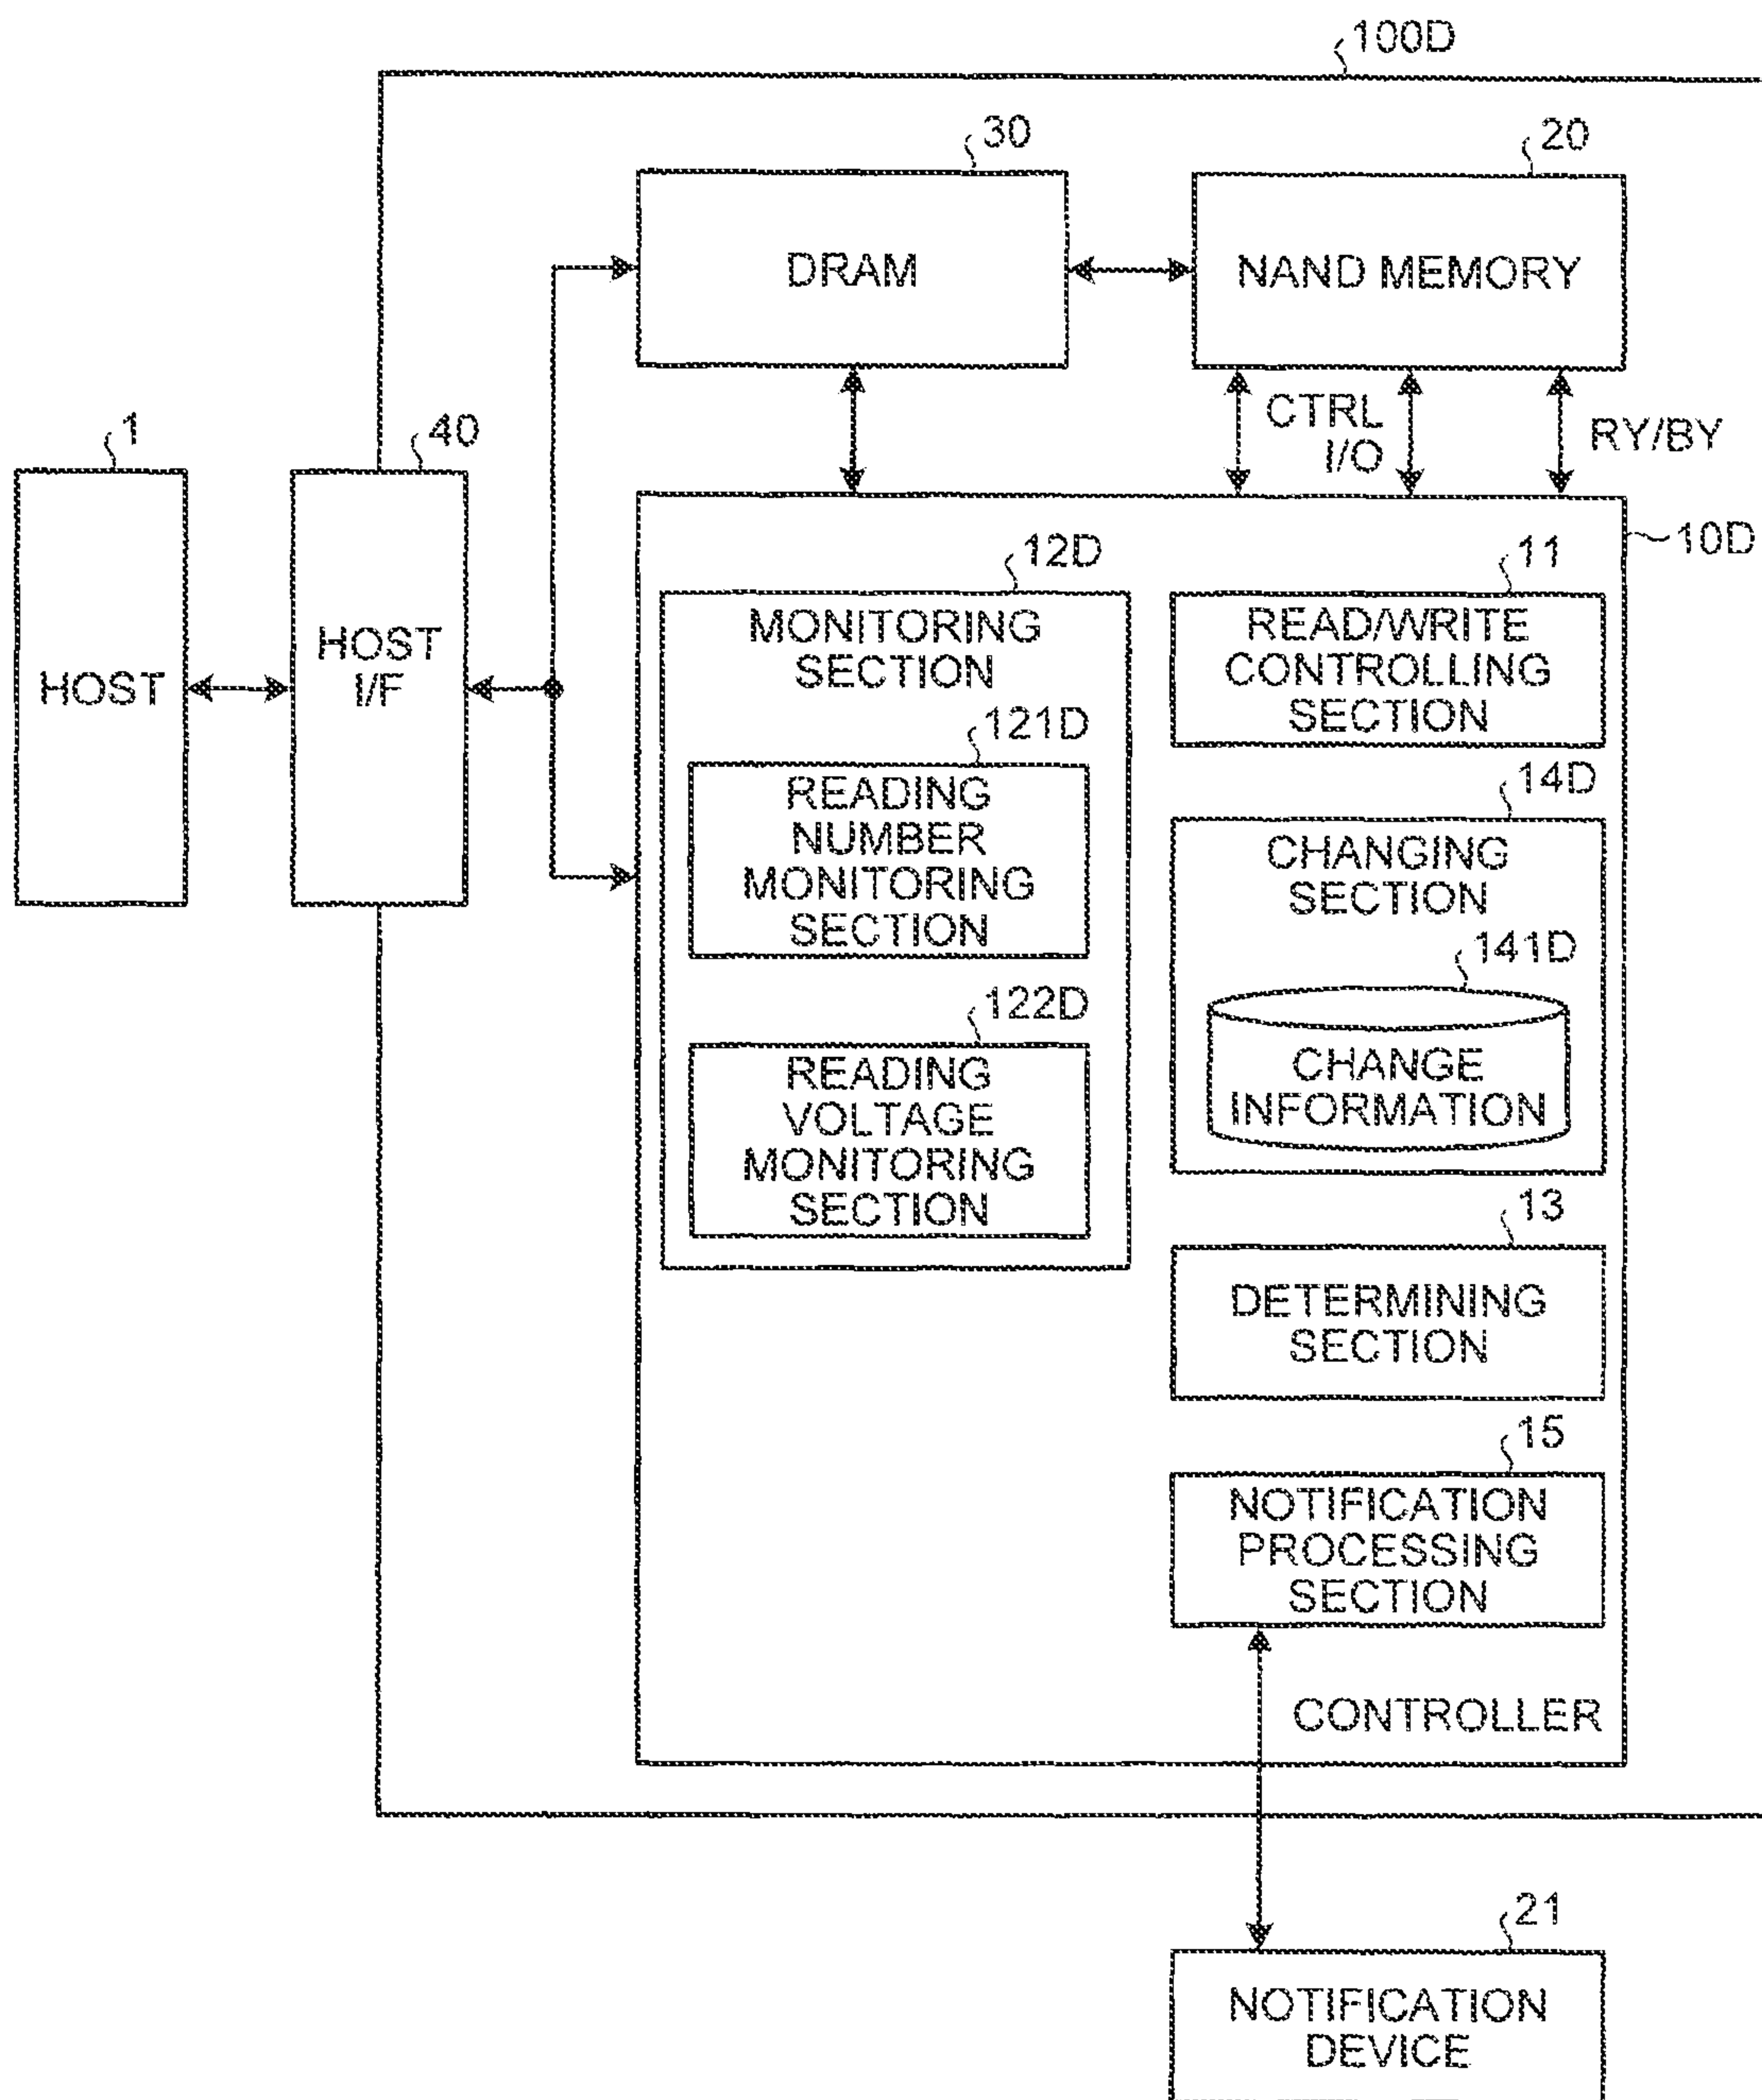 100D
30
20
DRAM
NAND MEMORY
1
40
CTRL
I/O
RY/BY
HOST
HOST
I/F
10D
12D
11
MONITORING
SECTION
READ/WRITE
CONTROLLING
SECTION
121D
READING
NUMBER
MONITORING
SECTION
14D
CHANGING
SECTION
141D
CHANGE
INFORMATION
122D
READING
VOLTAGE
MONITORING
SECTION
13
DETERMINING
SECTION
15
NOTIFICATION
PROCESSING
SECTION
CONTROLLER
21
NOTIFICATION
DEVICE